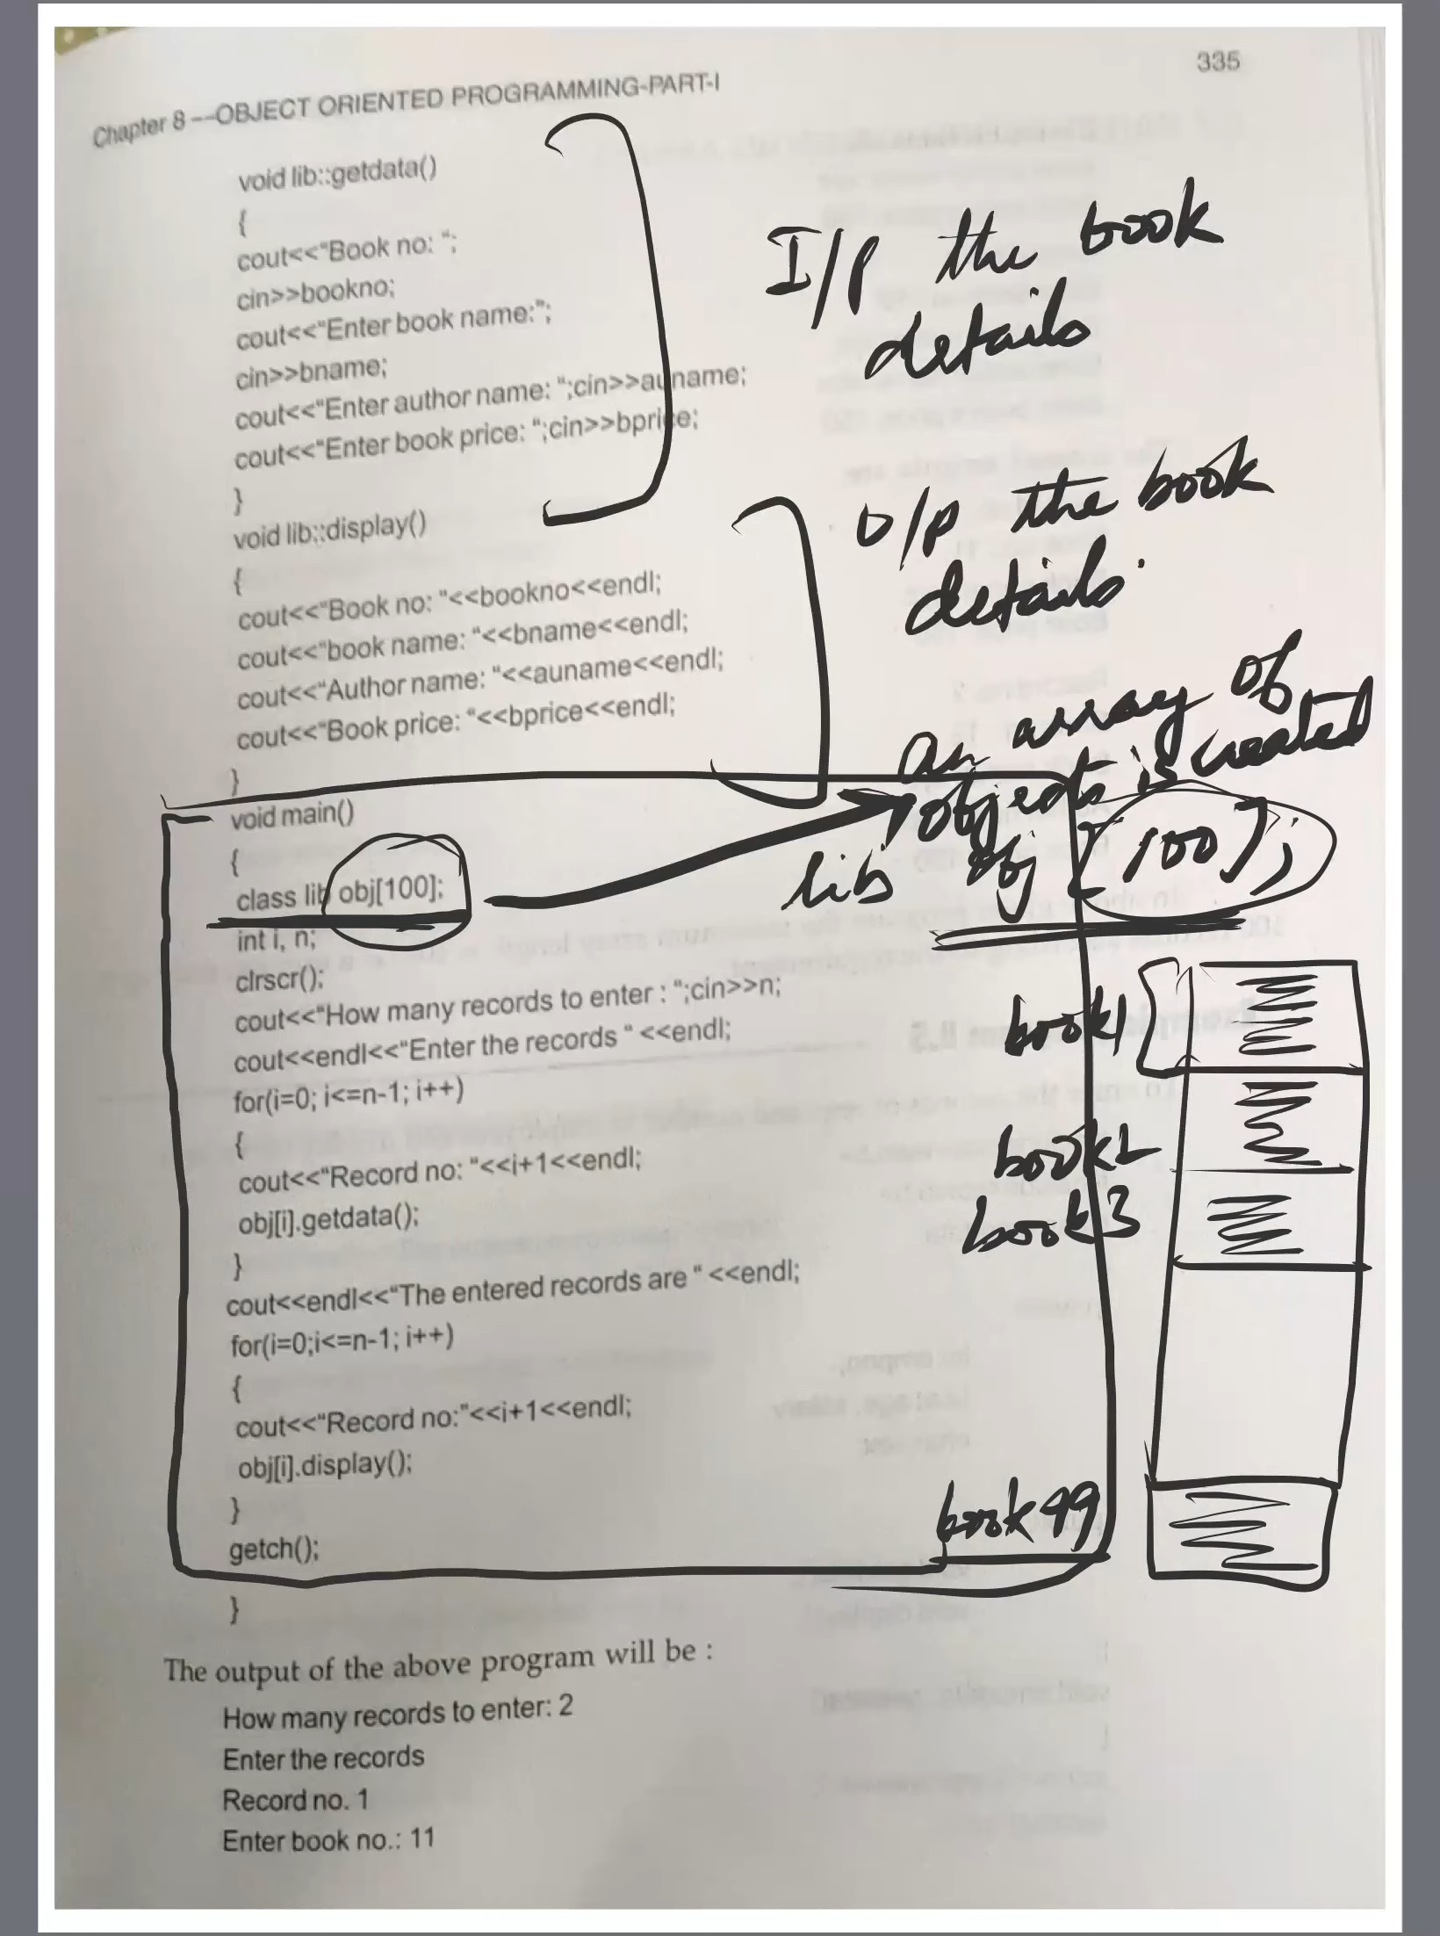 335
Chapter 8—OBJECT ORIENTED PROGRAMMING-PART-I
void lib::getdata()
{
cout<<"Book no: ";
cin>>bookno;
cout<<"Enter book name:";
cin>>bname;
cout<<"Enter author name: ";cin>>auname;
cout<<"Enter book price: ";cin>>bprice;
}
I/p the book
details
void lib::display()
{
cout<<"Book no: "<<bookno<<endl;
cout<<"book name: "<<bname<<endl;
cout<<"Author name: "<<auname<<endl;
cout<<"Book price: "<<bprice<<endl;
}
O/p the book
details
an array of
objects is created
lib obj [100];
void main()
{
class lib obj[100];
int i, n;
clrscr();
cout<<"How many records to enter : ";cin>>n;
cout<<endl<<"Enter the records " <<endl;
for(i=0; i<=n-1; i++)
{
cout<<"Record no: "<<i+1<<endl;
obj[i].getdata();
}
cout<<endl<<"The entered records are " <<endl;
for(i=0;i<=n-1; i++)
{
cout<<"Record no:"<<i+1<<endl;
obj[i].display();
}
getch();
}
book1
book2
book3
book99
The output of the above program will be :
How many records to enter: 2
Enter the records
Record no. 1
Enter book no.: 11